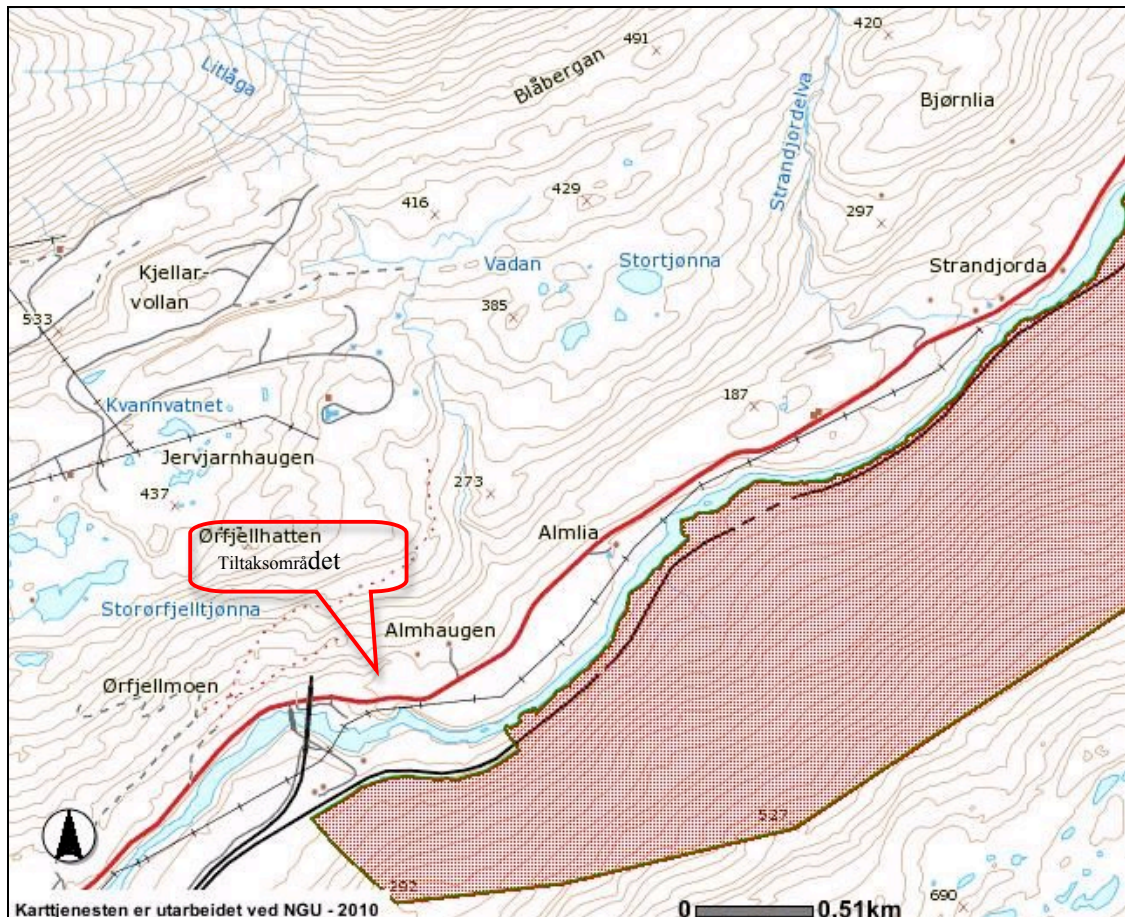 420
491
Litlåga
Blåbergan
Bjørnlia
Strandjordelva
429
416
297
Vadan
Stortjønna
Strandjorda
Kjellar-
vollan
385
533
187
Kvannvatnet
Jervjarnhaugen
273
437
Ørfjellhatten
Tiltaksområdet
Almlia
Storørfjelltjønna
Almhaugen
Ørfjellmoen
527
292
690
Karttjenesten er utarbeidet ved NGU - 2010
0 0.51km